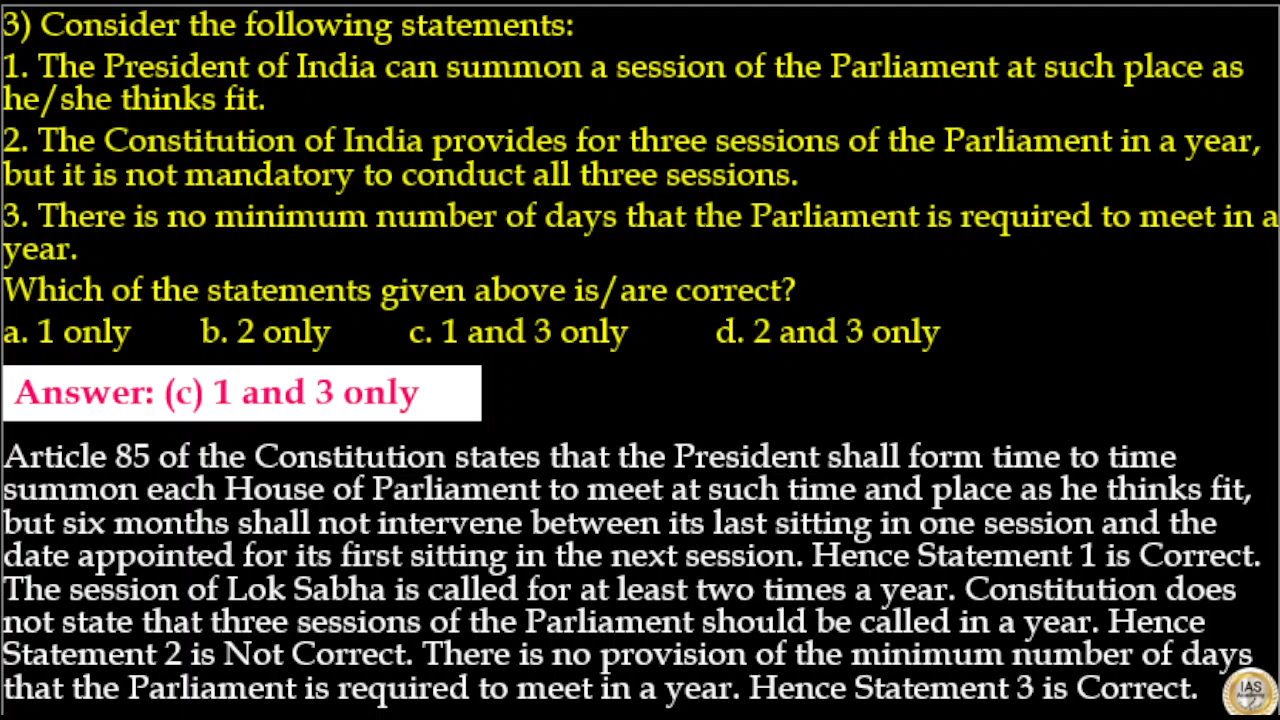 3) Consider the following statements:
1. The President of India can summon a session of the Parliament at such place as
he/she thinks fit.
2. The Constitution of India provides for three sessions of the Parliament in a year,
but it is not mandatory to conduct all three sessions.
3. There is no minimum number of days that the Parliament is required to meet in a
year.
Which of the statements given above is/are correct?
a. 1 only b. 2 only c. 1 and 3 only d. 2 and 3 only
Answer: (c) 1 and 3 only
Article 85 of the Constitution states that the President shall form time to time
summon each House of Parliament to meet at such time and place as he thinks fit,
but six months shall not intervene between its last sitting in one session and the
date appointed for its first sitting in the next session. Hence Statement 1 is Correct.
The session of Lok Sabha is called for at least two times a year. Constitution does
not state that three sessions of the Parliament should be called in a year. Hence
Statement 2 is Not Correct. There is no provision of the minimum number of days
that the Parliament is required to meet in a year. Hence Statement 3 is Correct.
IAS